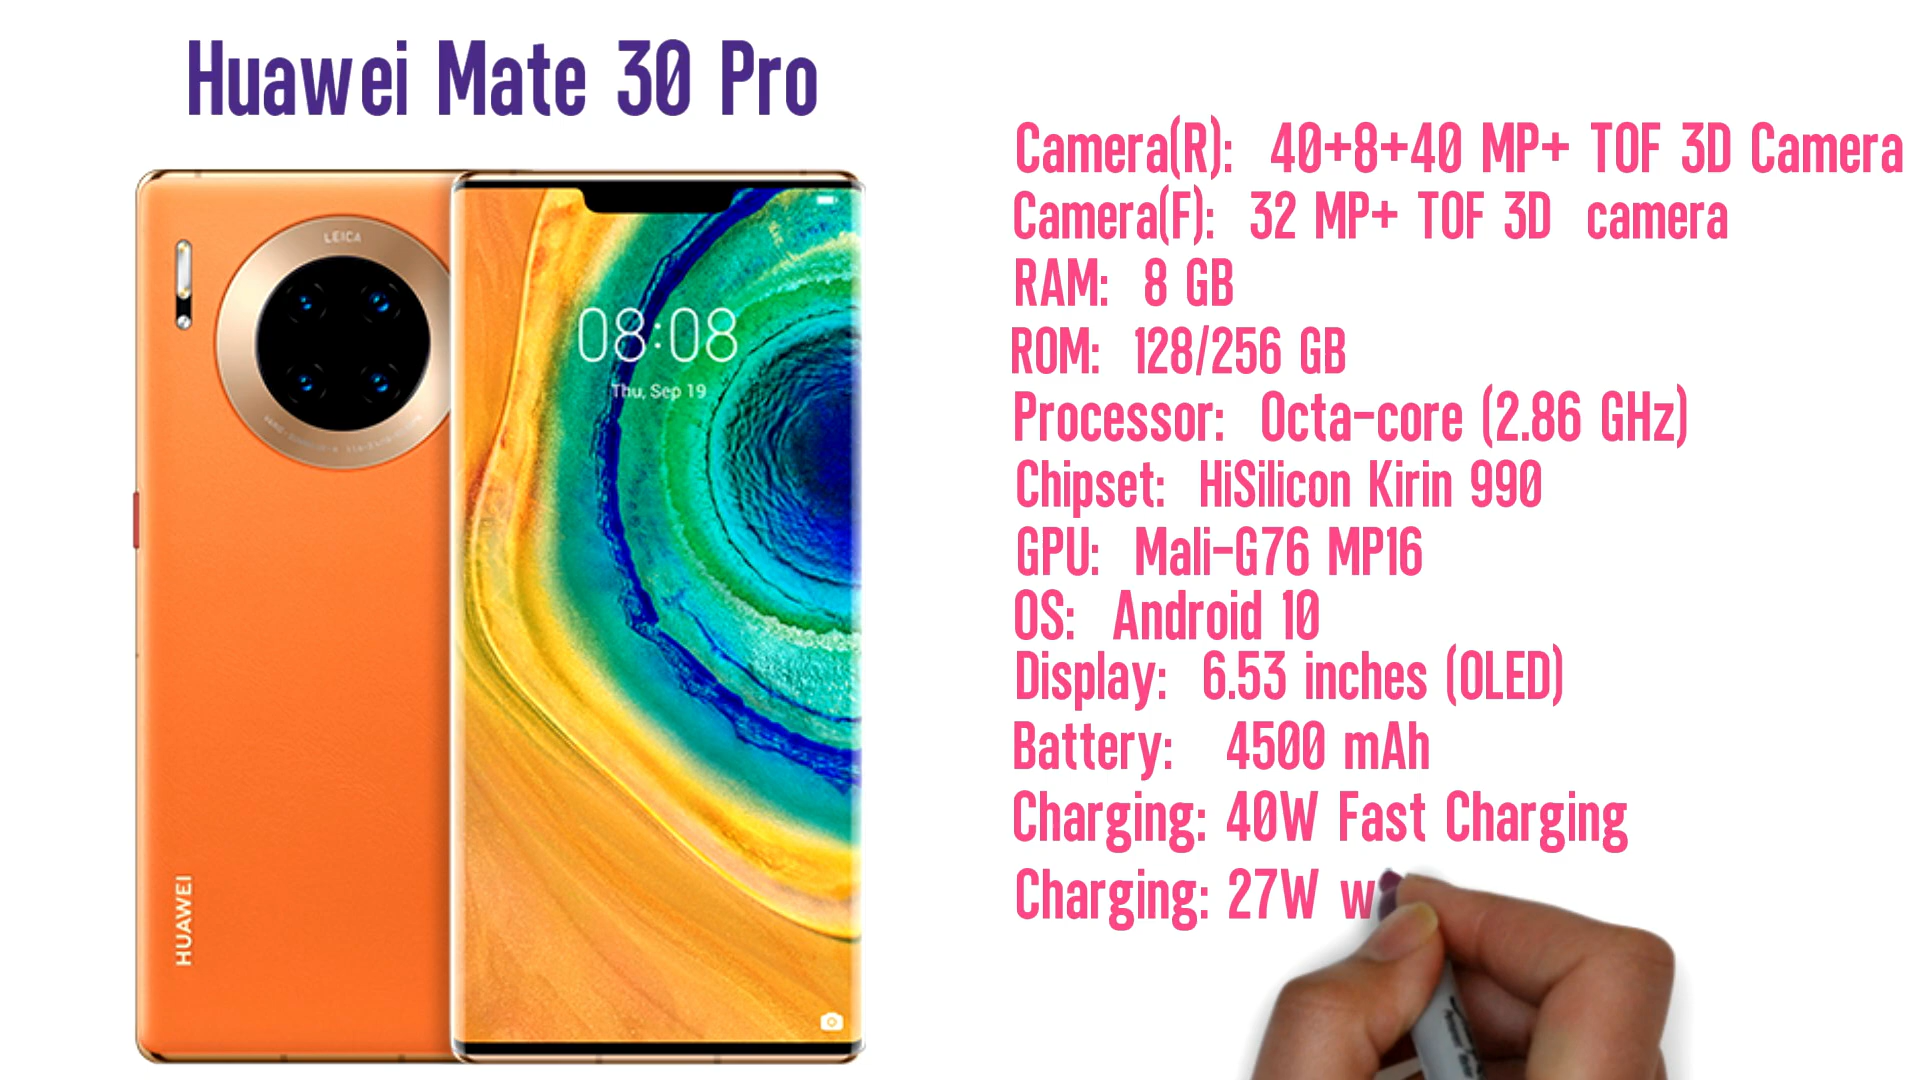 Huawei Mate 30 Pro
LEICA
08:08
Thu, Sep 19
HUAWEI
Camera(R): 40+8+40 MP+ TOF 3D Camera
Camera(F): 32 MP+ TOF 3D camera
RAM: 8 GB
ROM: 128/256 GB
Processor: Octa-core (2.86 GHz)
Chipset: HiSilicon Kirin 990
GPU: Mali-G76 MP16
OS: Android 10
Display: 6.53 inches (OLED)
Battery: 4500 mAh
Charging: 40W Fast Charging
Charging: 27W w